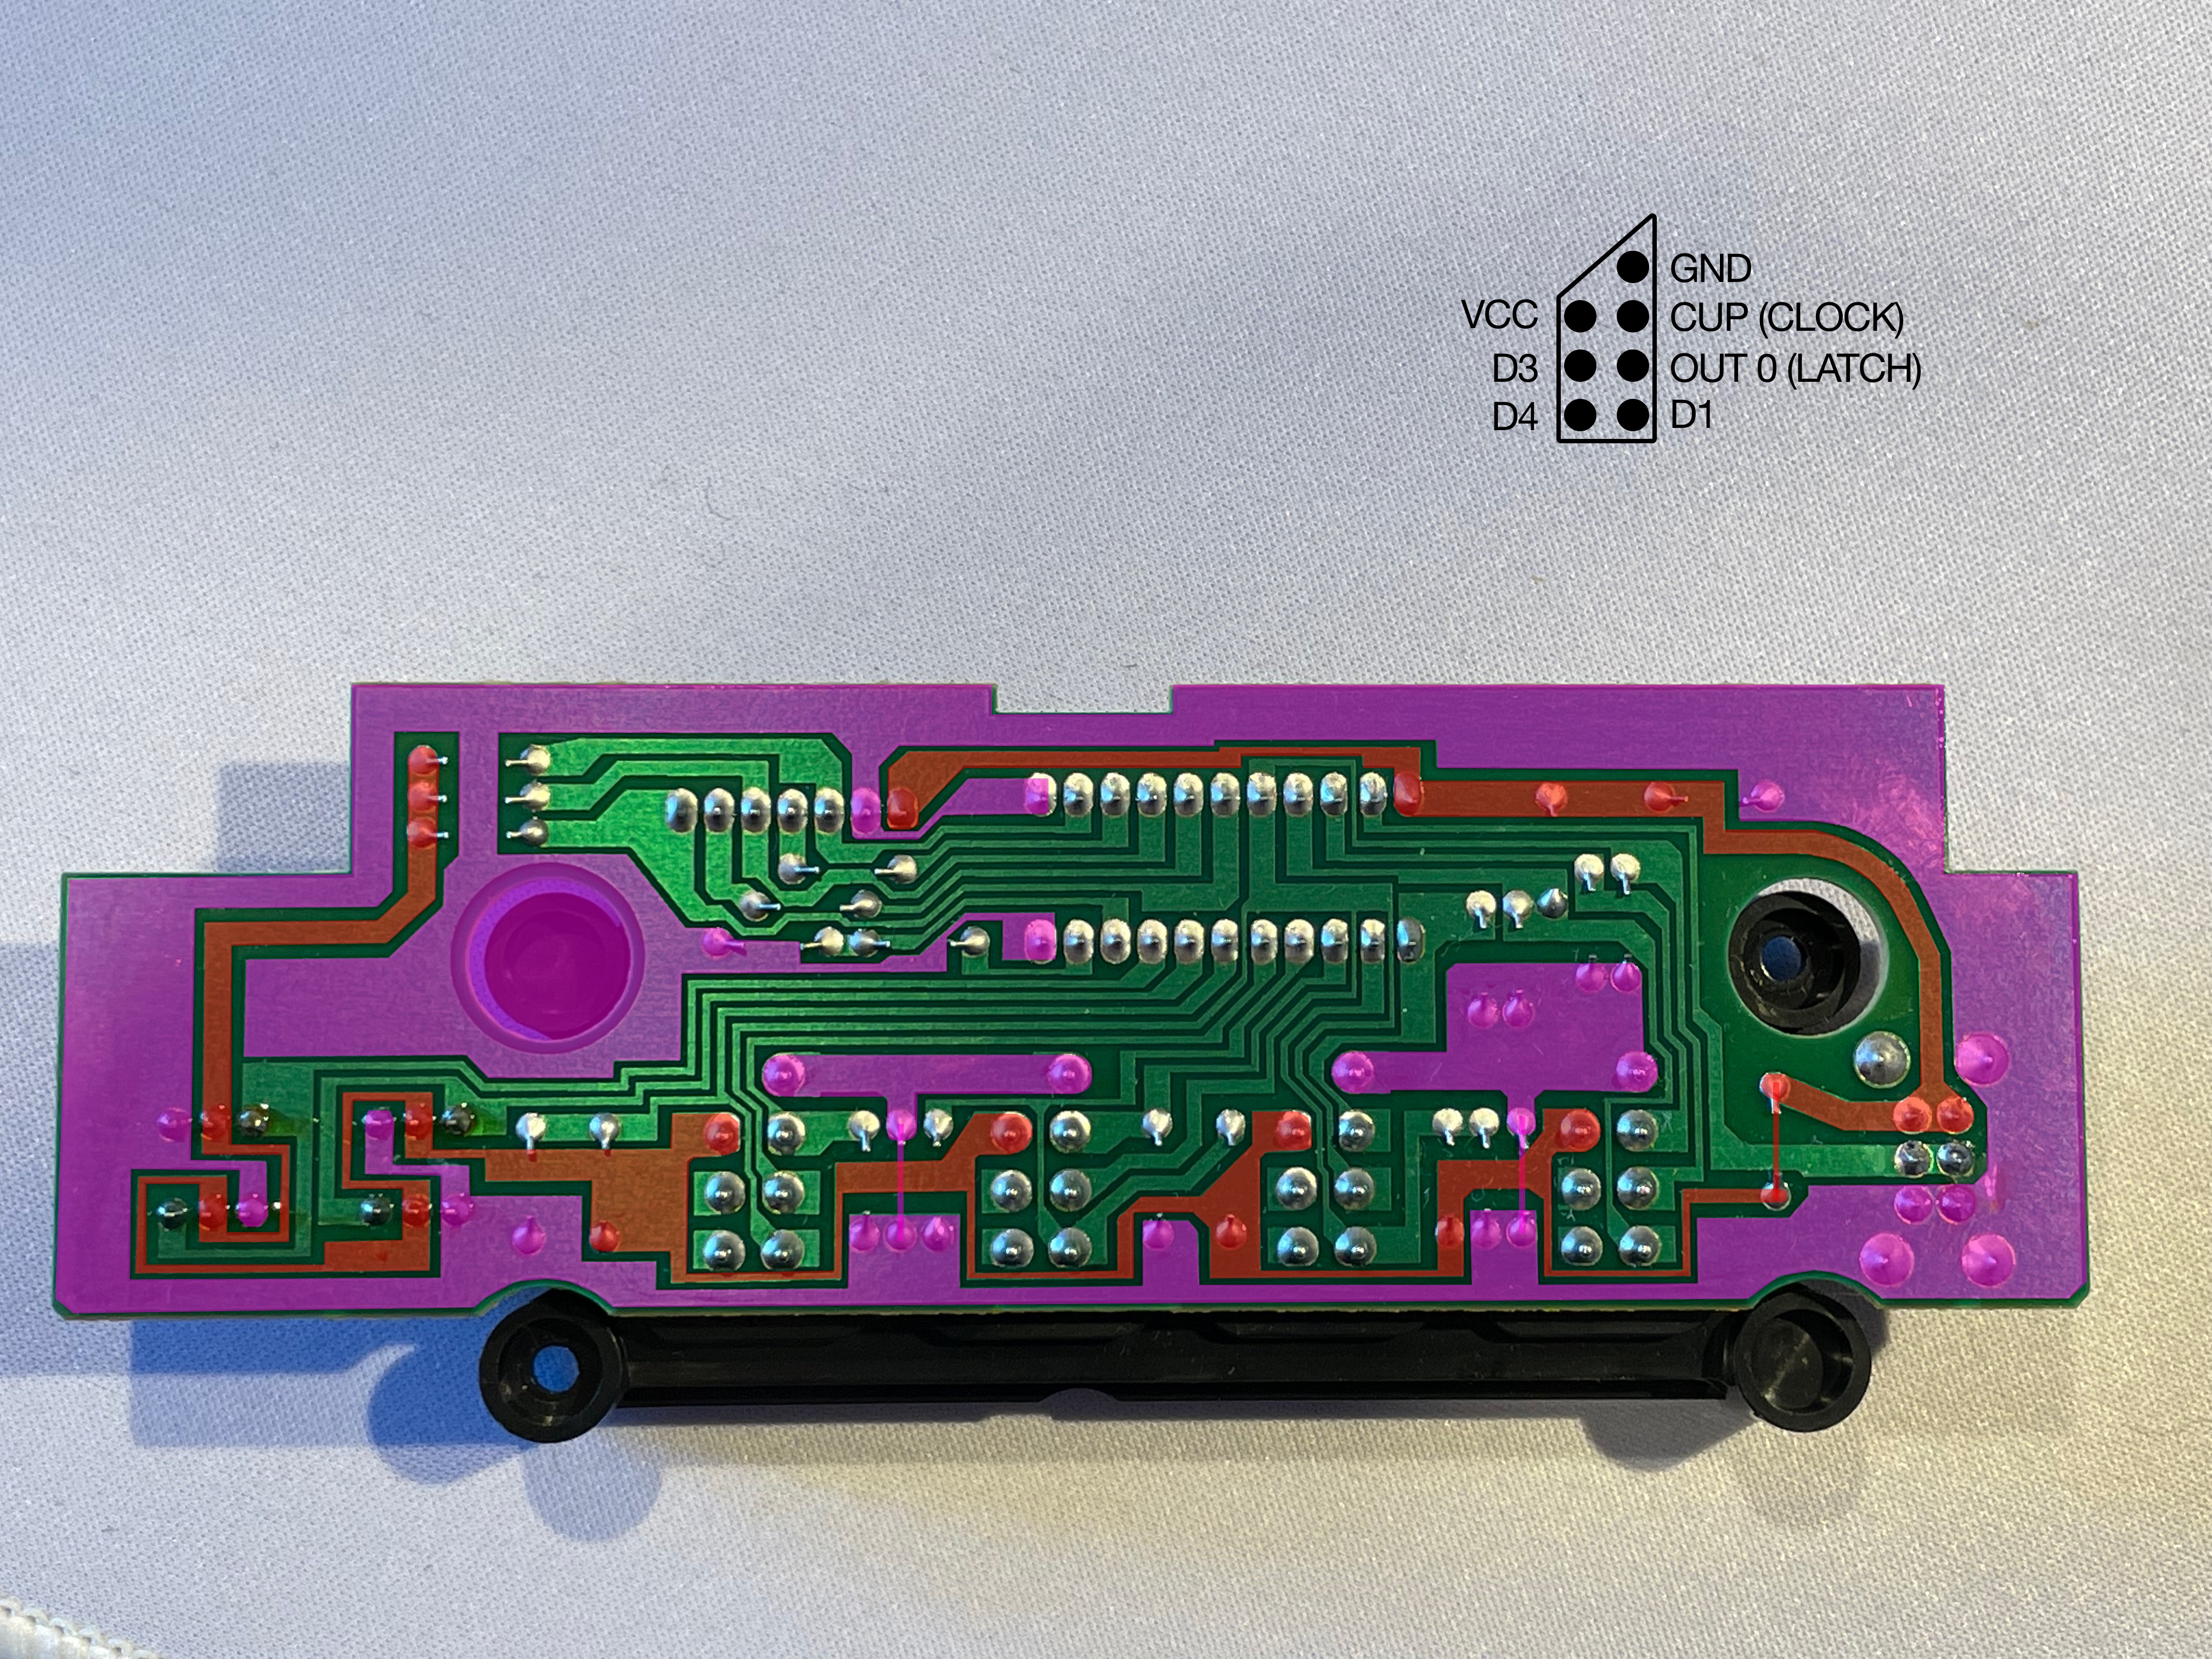 GND
VCC CUP (CLOCK)
D3 OUT 0 (LATCH)
D4 D1